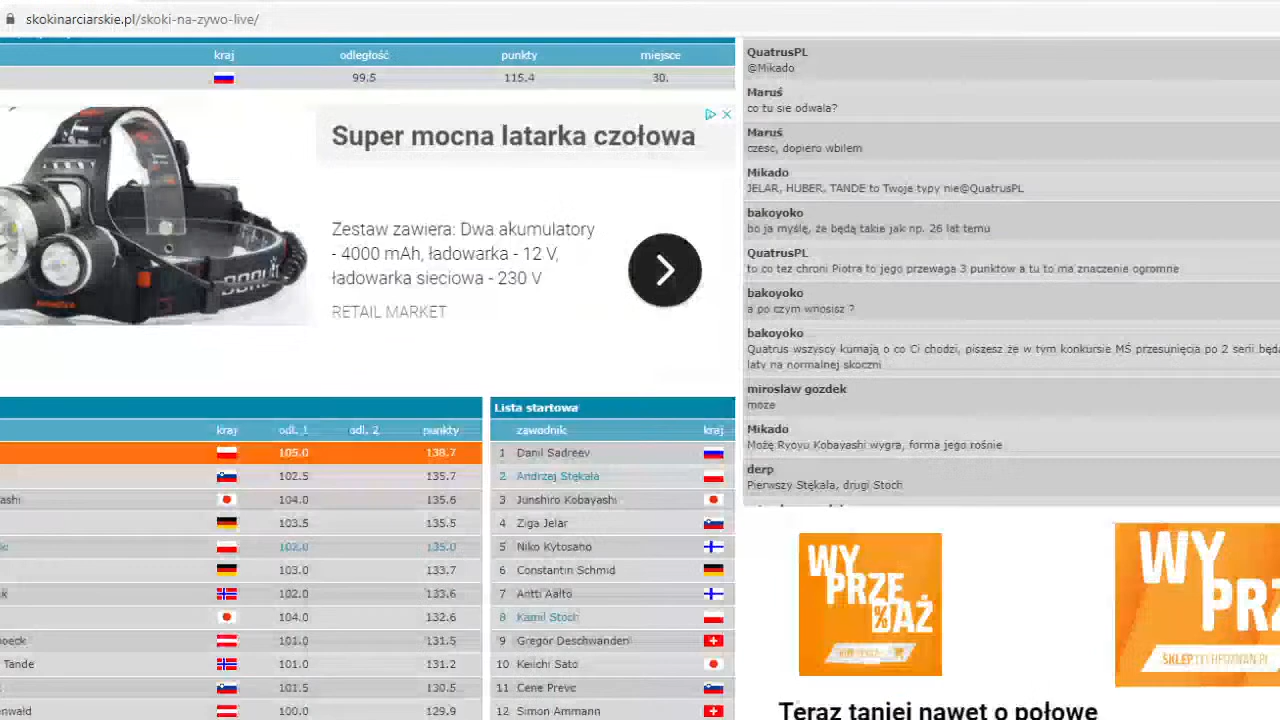 skokinarciarskie.pl/skoki-na-zywo-live/
kraj odległość punkty miejsce
99.5 115.4 30.
Super mocna latarka czołowa
Zestaw zawiera: Dwa akumulatory
- 4000 mAh, ładowarka - 12 V,
ładowarka sieciowa - 230 V
RETAIL MARKET
kraj odl. 1 odl. 2 punkty
105.0 138.7
102.5 135.7
ashi 104.0 135.6
103.5 135.5
ki 102.0 135.0
103.0 133.7
k 102.0 133.6
104.0 132.6
boeck 101.0 131.5
Tande 101.0 131.2
101.5 130.5
enwald 100.0 129.9
Lista startowa
zawodnik kraj
1 Danil Sadreev
2 Andrzej Stękała
3 Junshiro Kobayashi
4 Ziga Jelar
5 Niko Kytosaho
6 Constantin Schmid
7 Antti Aalto
8 Kamil Stoch
9 Gregor Deschwanden
10 Keiichi Sato
11 Cene Prevc
12 Simon Ammann
QuatrusPL
@Mikado
Maruś
co tu sie odwala?
Maruś
czesc, dopiero wbilem
Mikado
JELAR, HUBER, TANDE to Twoje typy nie@QuatrusPL
bakoyoko
bo ja myślę, że będą takie jak np. 26 lat temu
QuatrusPL
to co tez chroni Piotra to jego przewaga 3 punktow a tu to ma znaczenie ogromne
bakoyoko
a po czym wnosisz ?
bakoyoko
Quatrus wszyscy kumają o co Ci chodzi, piszesz że w tym konkursie MŚ przesunięcia po 2 serii będą
laty na normalnej skoczni
miroslaw gozdek
moze
Mikado
Możę Ryoyu Kobayashi wygra, forma jego rośnie
derp
Pierwszy Stękała, drugi Stoch
WY
PRZE
%AŻ
WY
PRZ
SKLEP.TECHPOZNAN.PL
Teraz taniej nawet o połowę